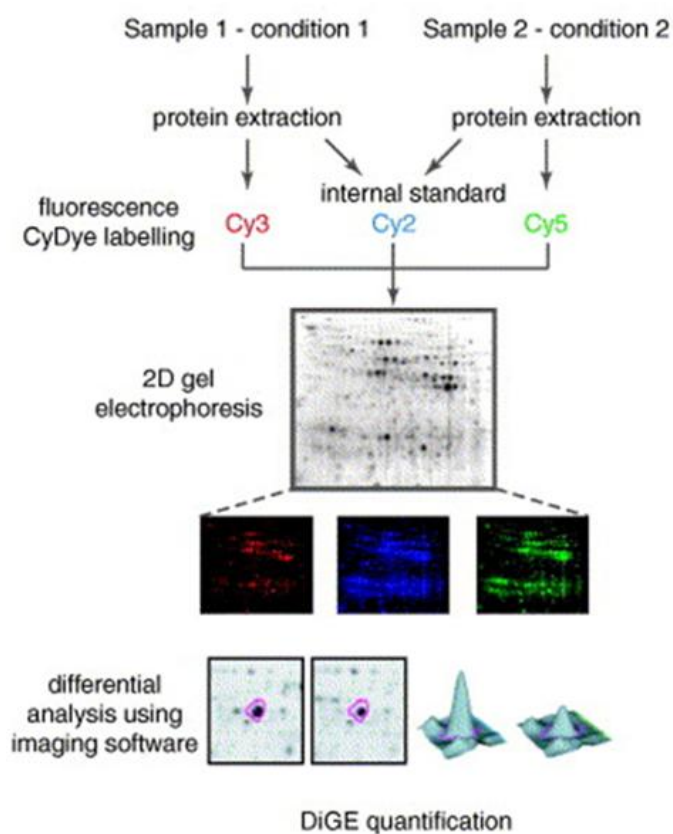 Sample 1 - condition 1
Sample 2 - condition 2
protein extraction
protein extraction
internal standard
fluorescence
CyDye labelling
Cy3
Cy2
Cy5
2D gel
electrophoresis
differential
analysis using
imaging software
DiGE quantification